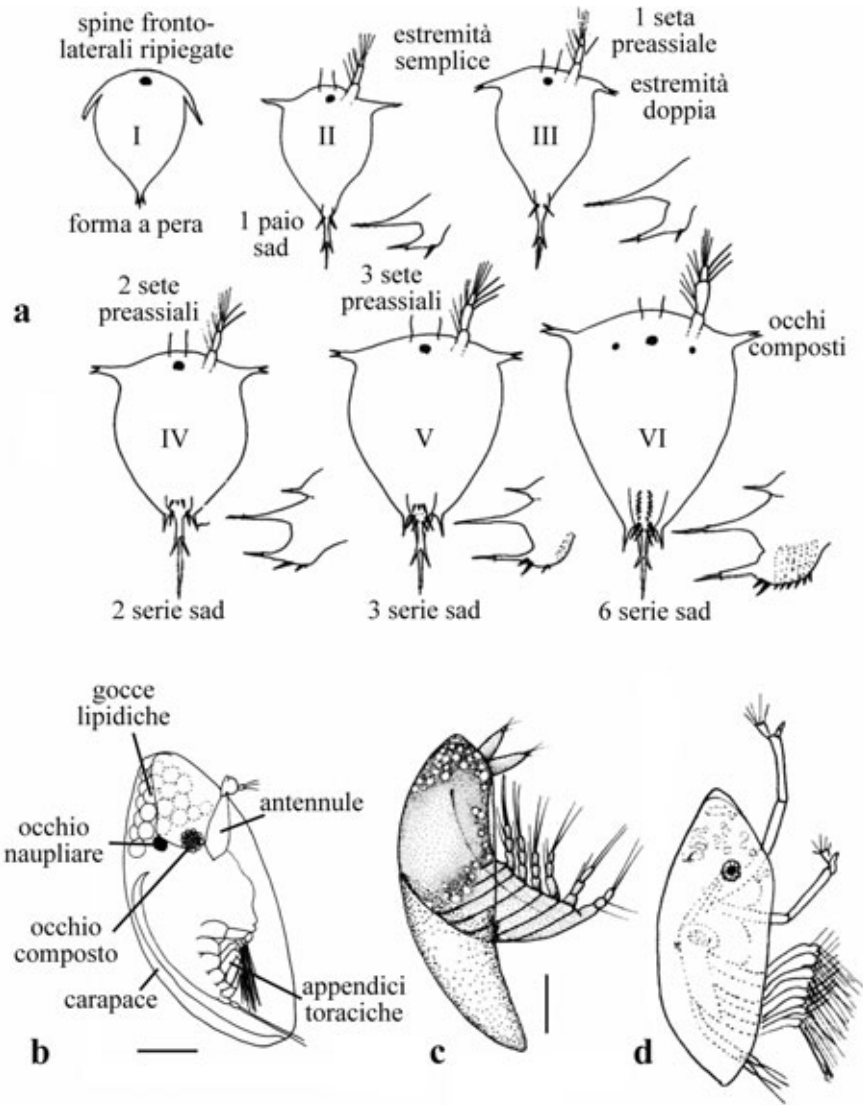 spine fronto-
laterali ripiegate
I
forma a pera
estremità
semplice
II
1 paio
sad
1 seta
preassiale
estremità
doppia
III
a
2 sete
preassiali
IV
2 serie sad
3 sete
preassiali
V
3 serie sad
occhi
composti
VI
6 serie sad
gocce
lipidiche
antennule
occhio
naupliare
occhio
composto
carapace
appendici
toraciche
b
c
d